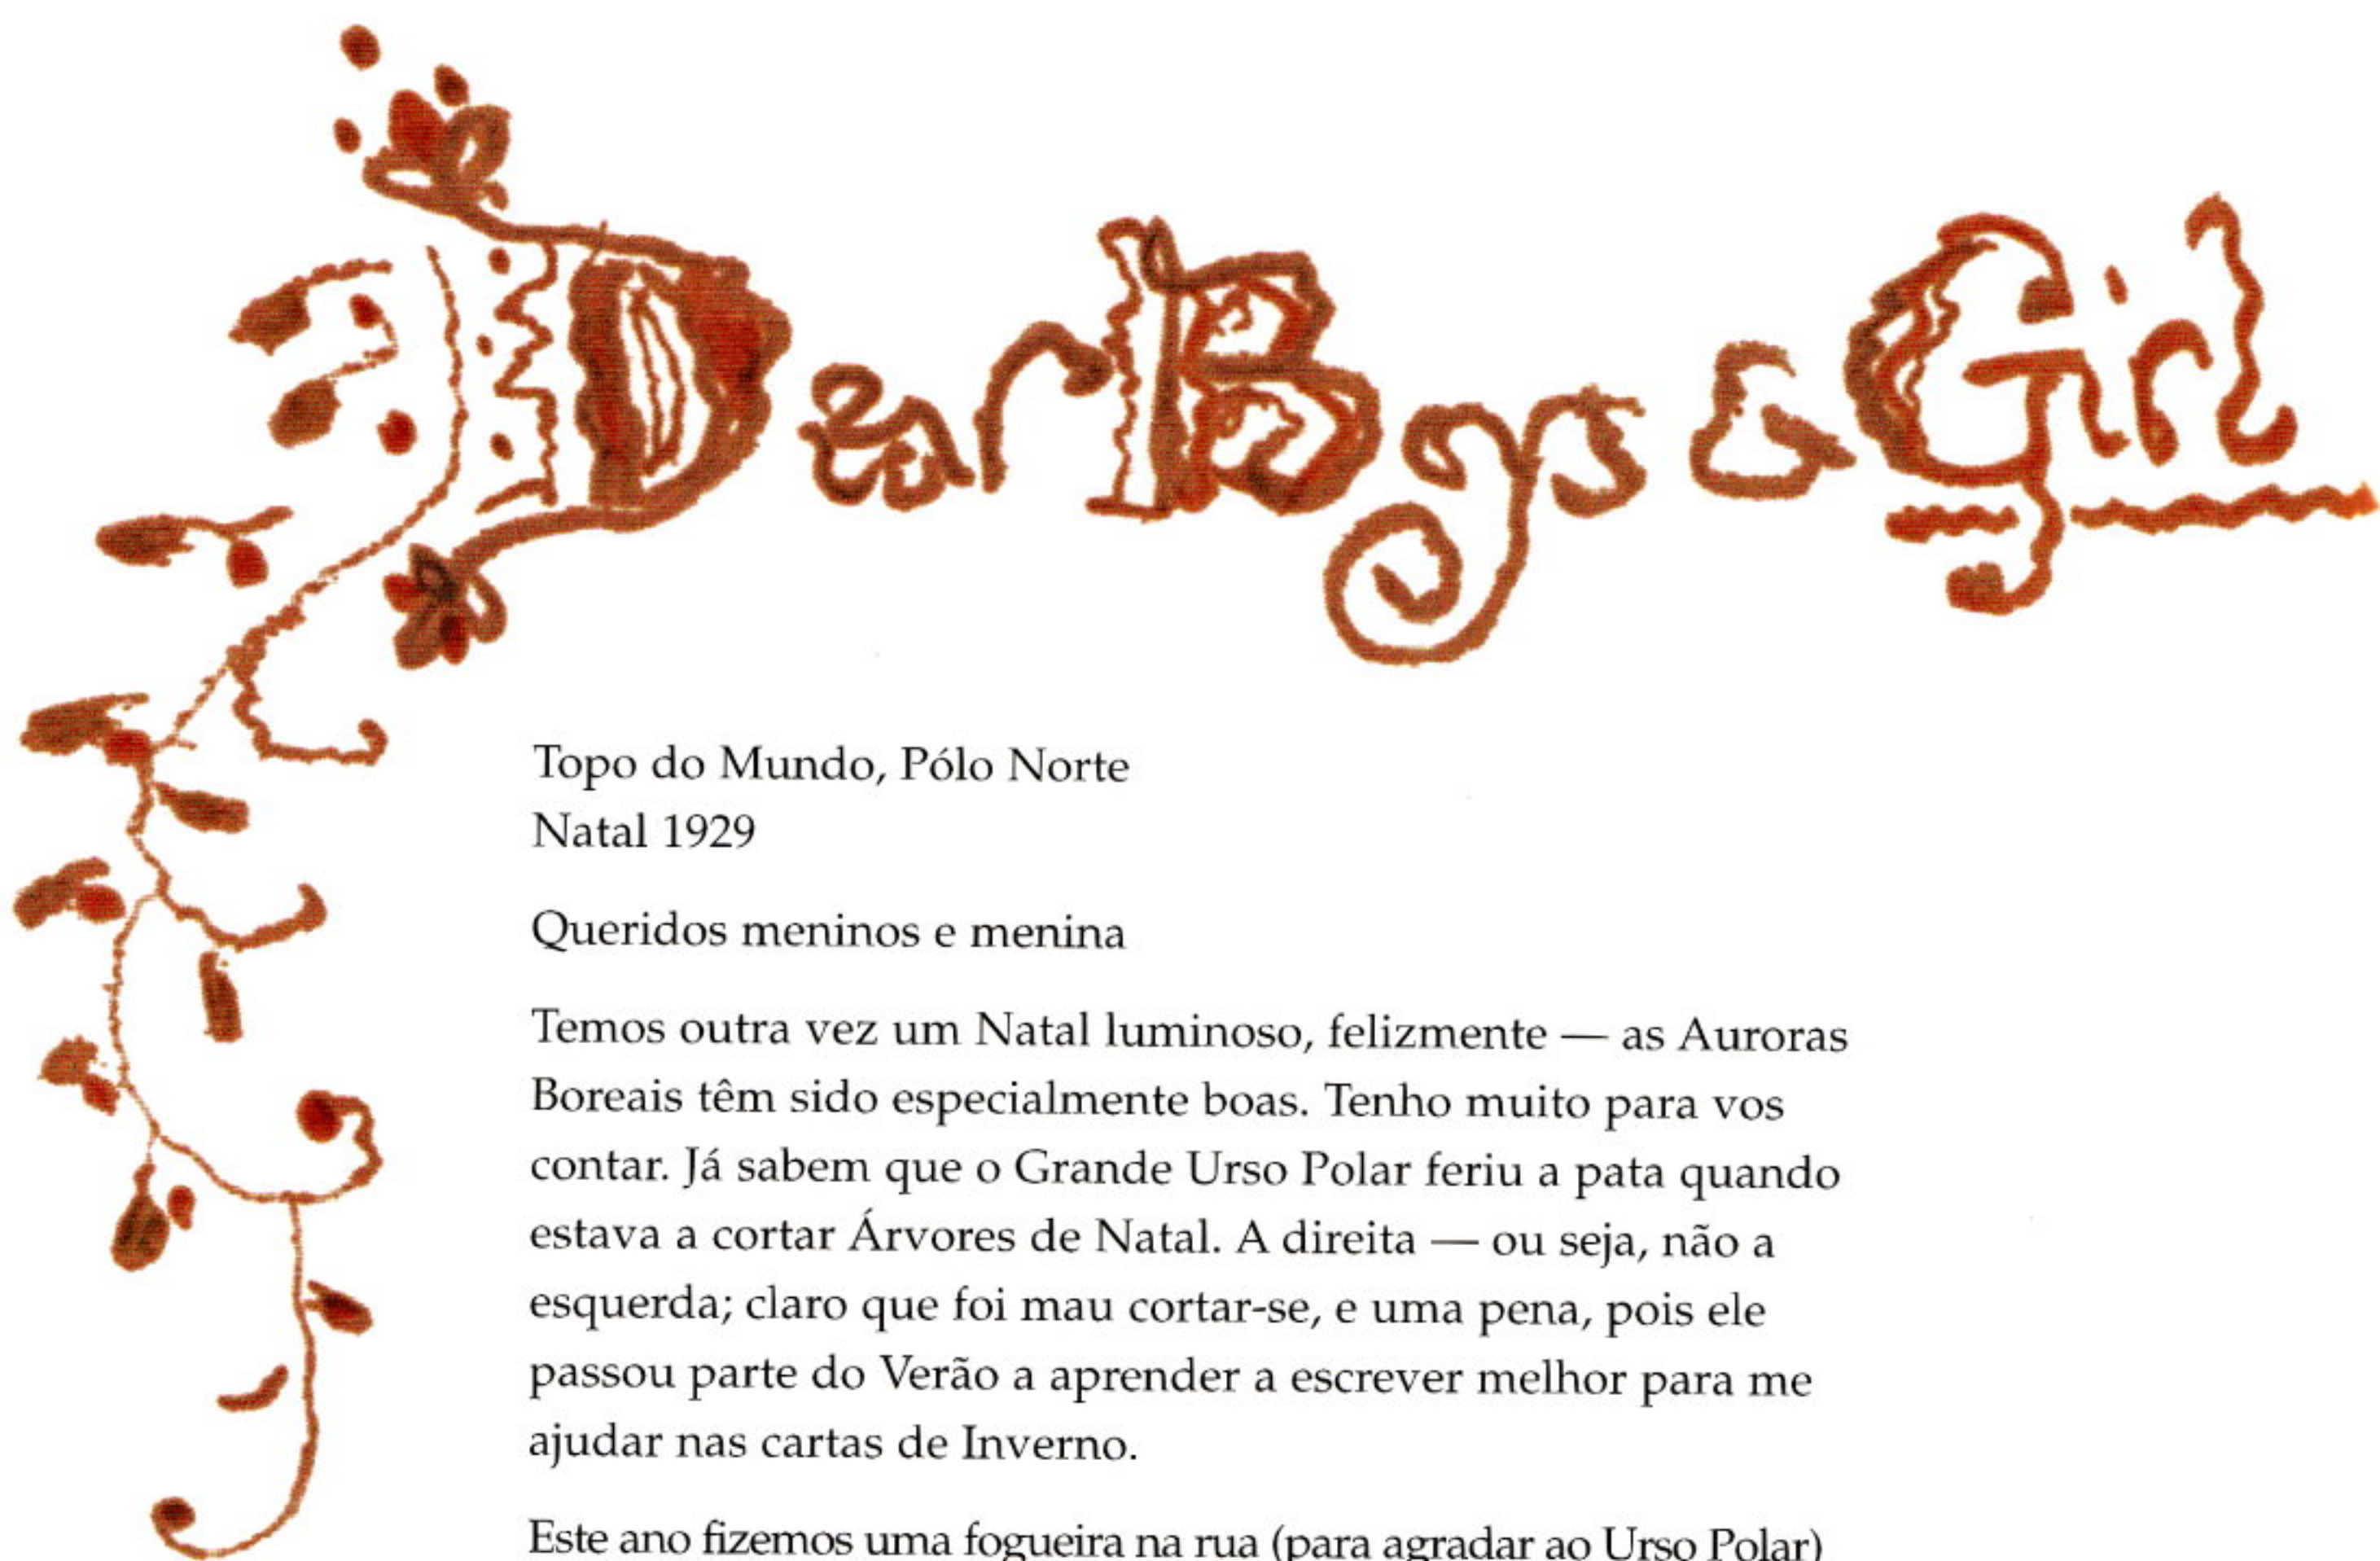 Dear Boys & Girl
Topo do Mundo, Pólo Norte
Natal 1929
Queridos meninos e menina
Temos outra vez um Natal luminoso, felizmente — as Auroras
Boreais têm sido especialmente boas. Tenho muito para vos
contar. Já sabem que o Grande Urso Polar feriu a pata quando
estava a cortar Árvores de Natal. A direita — ou seja, não a
esquerda; claro que foi mau cortar-se, e uma pena, pois ele
passou parte do Verão a aprender a escrever melhor para me
ajudar nas cartas de Inverno.
Este ano fizemos uma fogueira na rua (para agradar ao Urso Polar)